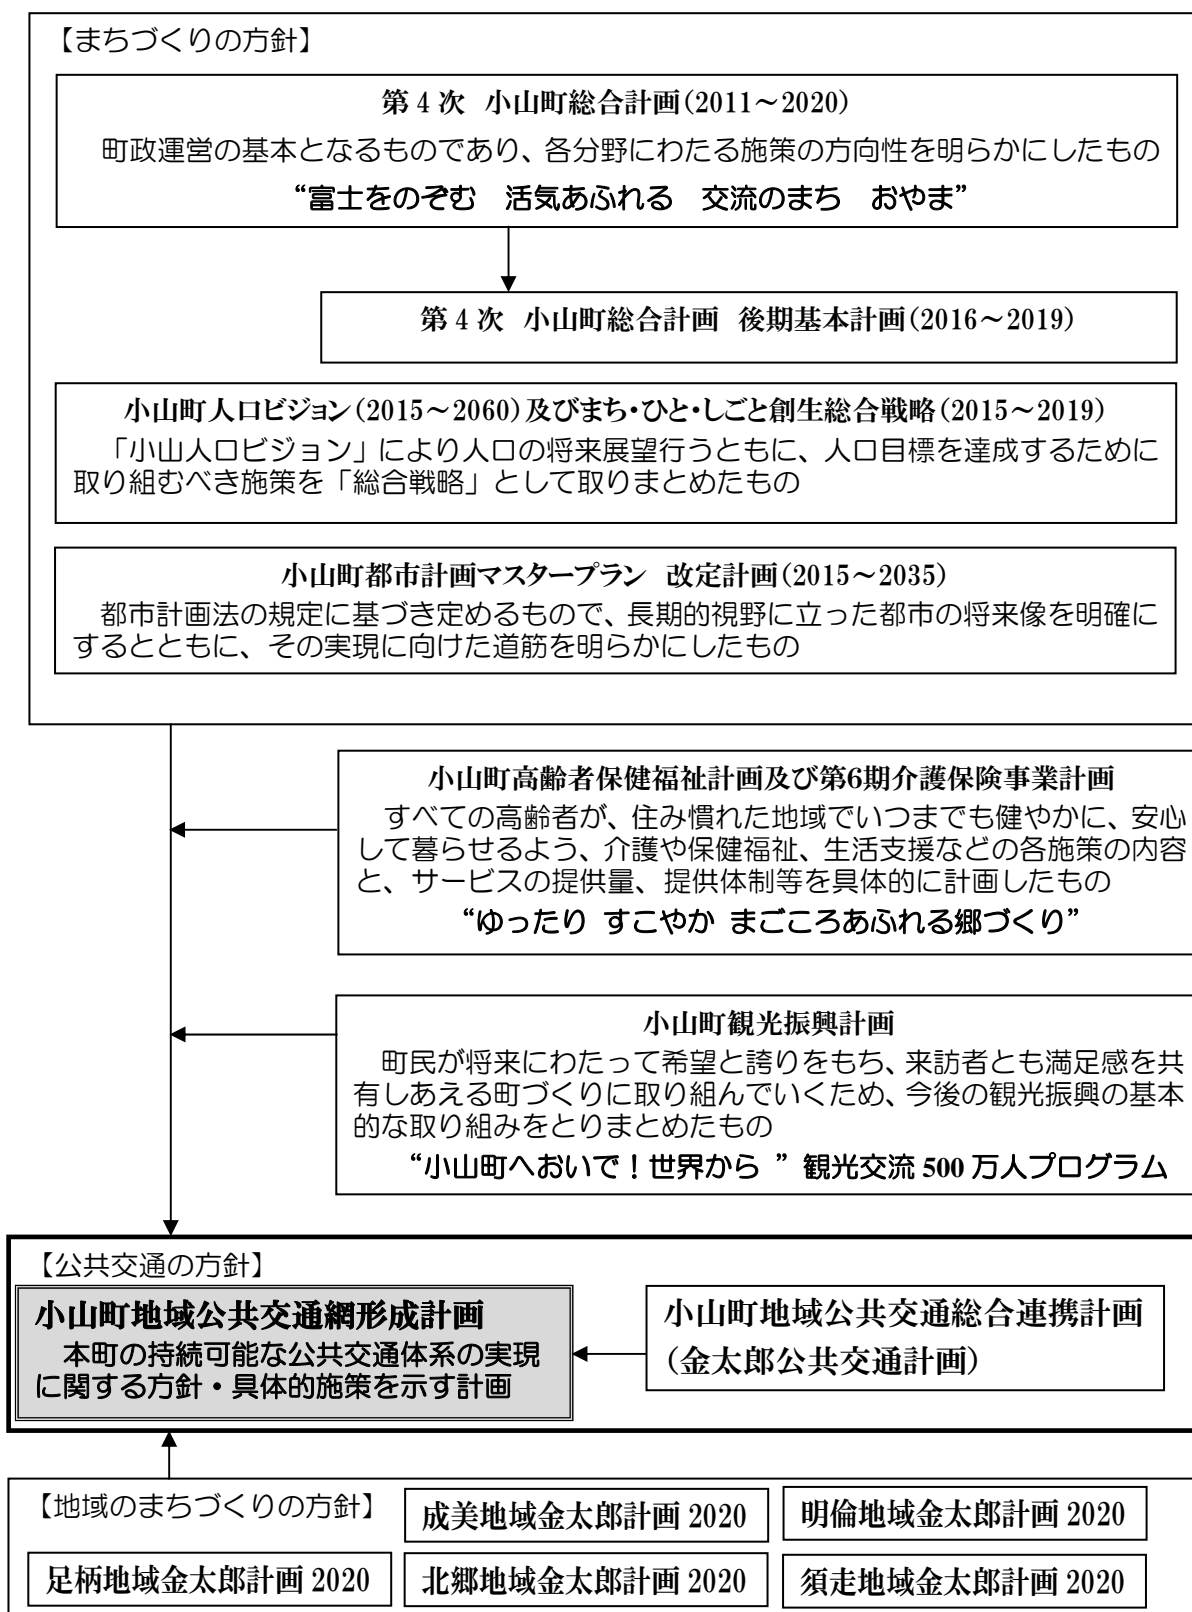 【まちづくりの方針】
第4次 小山町総合計画(2011～2020)
町政運営の基本となるものであり、各分野にわたる施策の方向性を明らかにしたもの
“富士をのぞむ　活気あふれる　交流のまち　おやま”
第4次 小山町総合計画 後期基本計画(2016～2019)
小山町人口ビジョン(2015～2060)及びまち・ひと・しごと創生総合戦略(2015～2019)
「小山人口ビジョン」により人口の将来展望行うともに、人口目標を達成するために
取り組むべき施策を「総合戦略」として取りまとめたもの
小山町都市計画マスタープラン 改定計画(2015～2035)
都市計画法の規定に基づき定めるもので、長期的視野に立った都市の将来像を明確に
するとともに、その実現に向けた道筋を明らかにしたもの
小山町高齢者保健福祉計画及び第6期介護保険事業計画
すべての高齢者が、住み慣れた地域でいつまでも健やかに、安心
して暮らせるよう、介護や保健福祉、生活支援などの各施策の内容
と、サービスの提供量、提供体制等を具体的に計画したもの
“ゆったり すこやか まごころあふれる郷づくり”
小山町観光振興計画
町民が将来にわたって希望と誇りをもち、来訪者とも満足感を共
有しあえる町づくりに取り組んでいくため、今後の観光振興の基本
的な取り組みをとりまとめたもの
“小山町へおいで！世界から ” 観光交流 500 万人プログラム
【公共交通の方針】
小山町地域公共交通網形成計画
本町の持続可能な公共交通体系の実現
に関する方針・具体的施策を示す計画
小山町地域公共交通総合連携計画
(金太郎公共交通計画)
【地域のまちづくりの方針】
成美地域金太郎計画 2020
明倫地域金太郎計画 2020
足柄地域金太郎計画 2020
北郷地域金太郎計画 2020
須走地域金太郎計画 2020